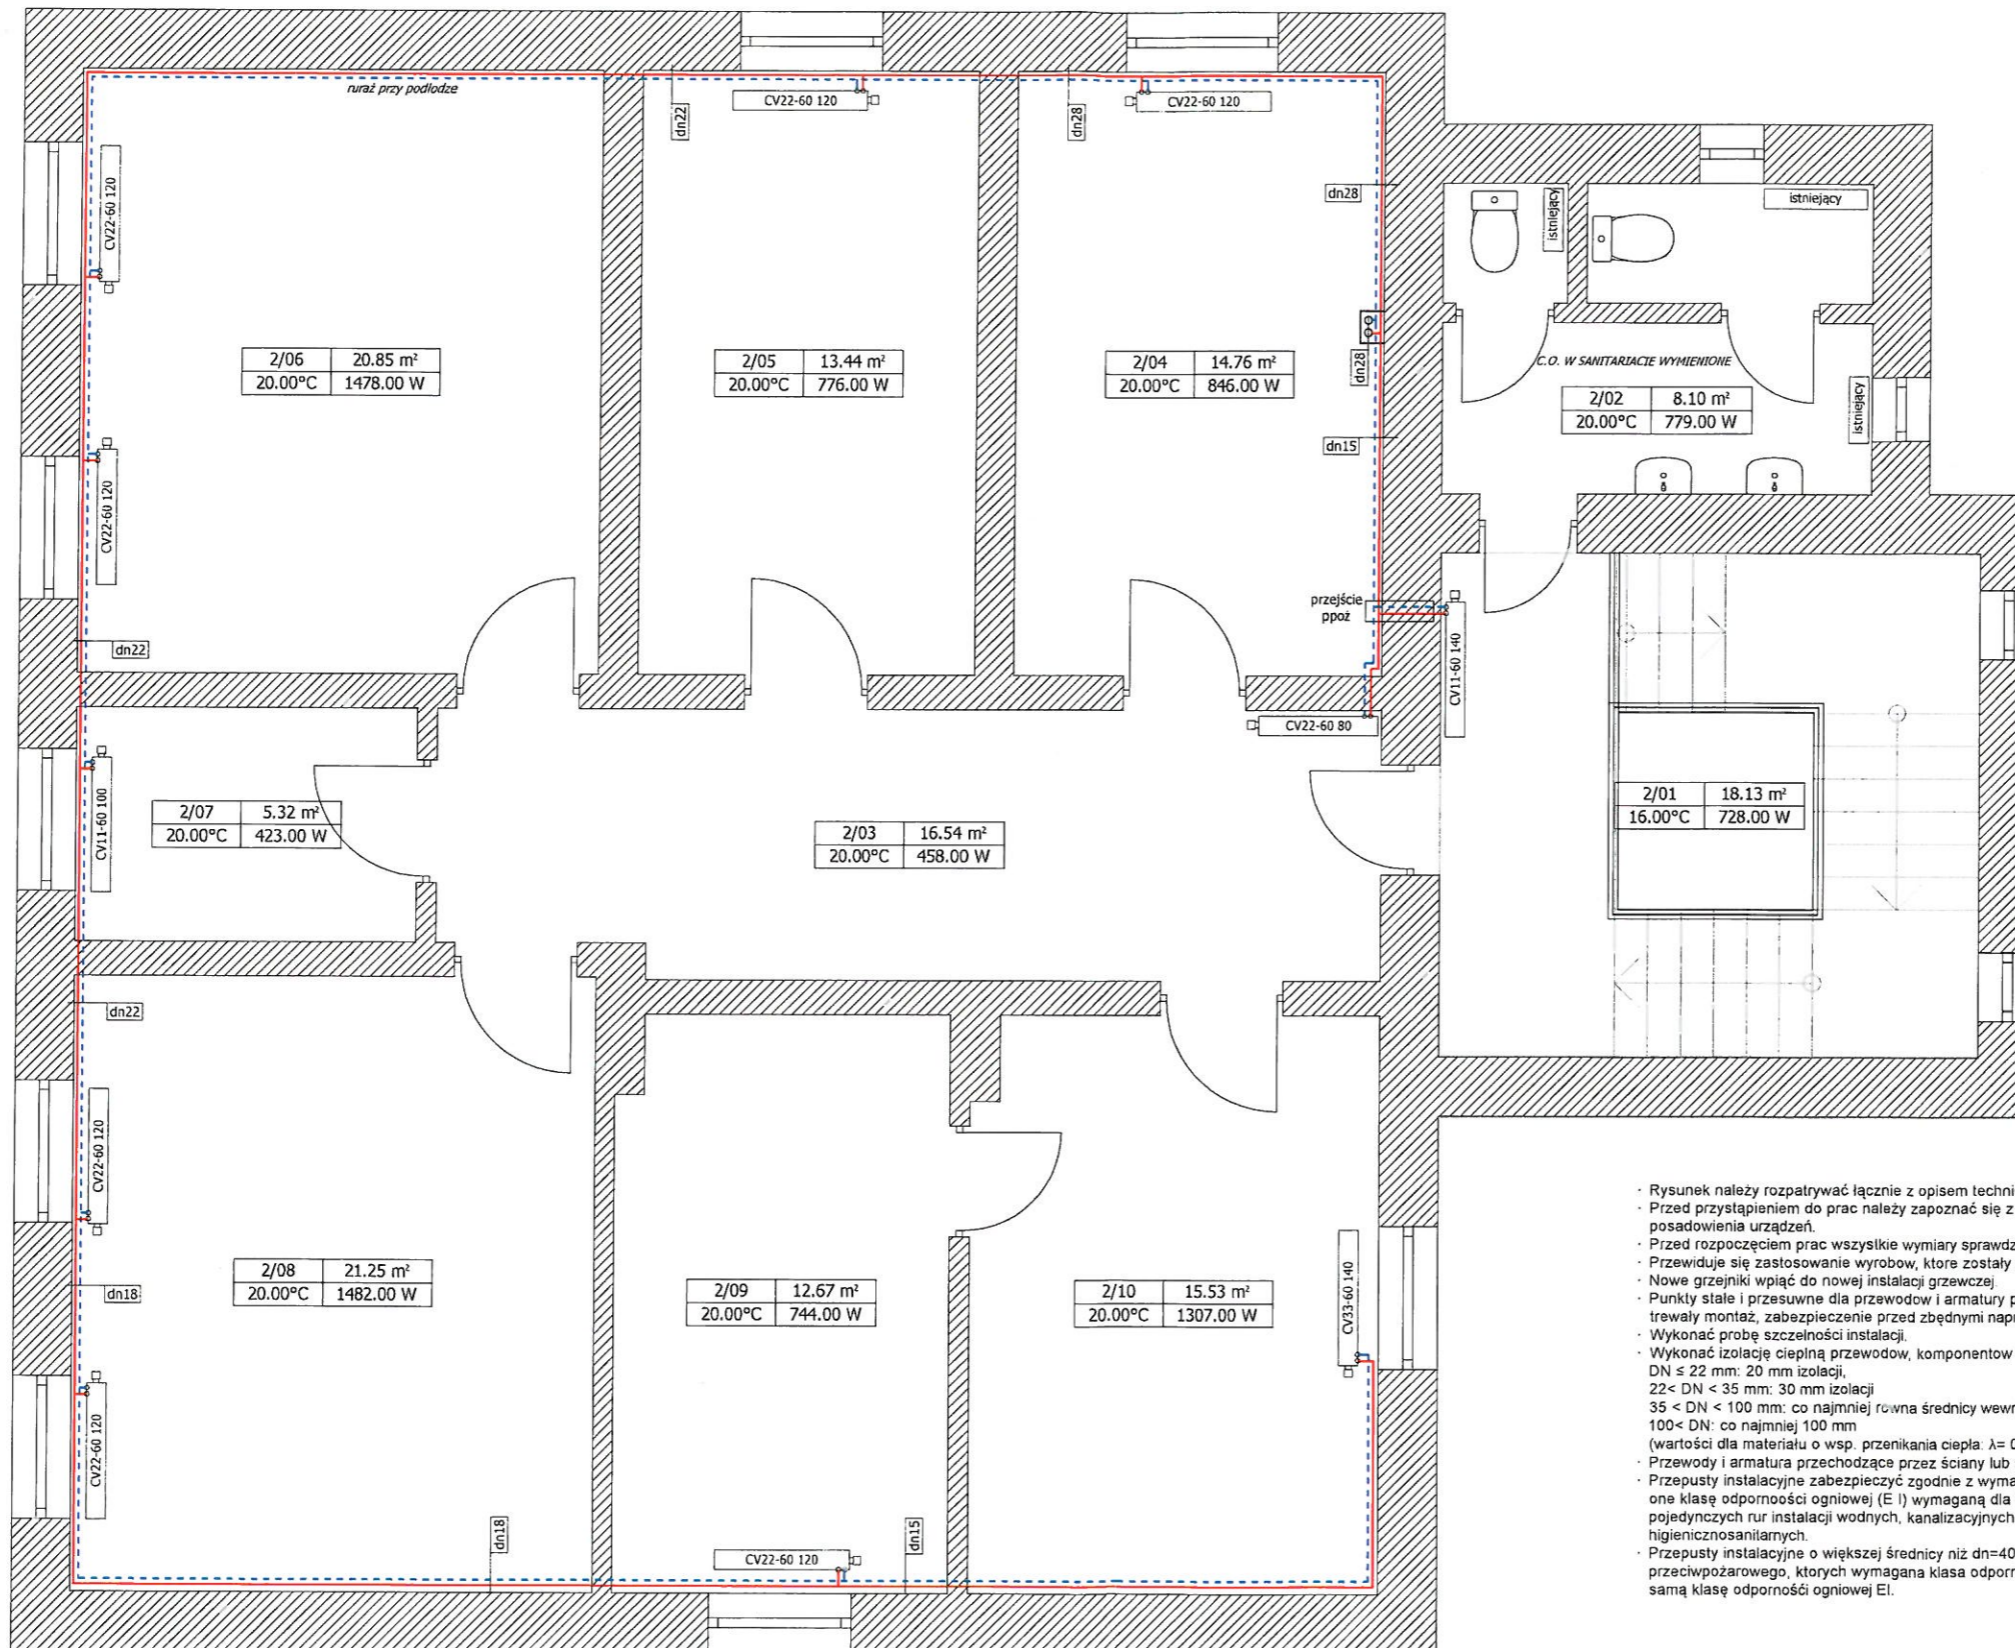 ruraż przy podłodze
CV22-60 120
dn22
CV22-60 120
dn28
CV22-60 120
dn28
istniejący
istniejący
2/06 20.85 m²
20.00°C 1478.00 W
2/05 13.44 m²
20.00°C 776.00 W
2/04 14.76 m²
20.00°C 846.00 W
dn28
C.O. W SANITARIACIE WYMIENIONE
2/02 8.10 m²
20.00°C 779.00 W
istniejący
dn15
CV22-60 120
przejście
ppoż
CV11-60 140
dn22
CV22-60 80
CV11-60 100
2/07 5.32 m²
20.00°C 423.00 W
2/03 16.54 m²
20.00°C 458.00 W
2/01 18.13 m²
16.00°C 728.00 W
dn22
CV22-60 120
2/08 21.25 m²
20.00°C 1482.00 W
dn18
2/09 12.67 m²
20.00°C 744.00 W
2/10 15.53 m²
20.00°C 1307.00 W
CV33-60 140
CV22-60 120
dn18
CV22-60 120
dn15
· Rysunek należy rozpatrywać łącznie z opisem techni
· Przed przystąpieniem do prac należy zapoznać się z
posadowienia urządzeń.
· Przed rozpoczęciem prac wszystkie wymiary sprawdz
· Przewiduje się zastosowanie wyrobow, ktore zostały
· Nowe grzejniki wpiąć do nowej instalacji grzewczej.
· Punkty stałe i przesuwne dla przewodow i armatury p
trewały montaż, zabezpieczenie przed zbędnymi napr
· Wykonać probę szczelności instalacji.
· Wykonać izolację cieplną przewodow, komponentow
DN ≤ 22 mm: 20 mm izolacji,
22< DN < 35 mm: 30 mm izolacji
35 < DN < 100 mm: co najmniej rowna średnicy wewn
100< DN: co najmniej 100 mm
(wartości dla materiału o wsp. przenikania ciepła: λ= 0
· Przewody i armatura przechodzące przez ściany lub
· Przepusty instalacyjne zabezpieczyć zgodnie z wyma
one klasę odpornoości ogniowej (E I) wymaganą dla
pojedynczych rur instalacji wodnych, kanalizacyjnych
higienicznosanitarnych.
· Przepusty instalacyjne o większej średnicy niż dn=40
przeciwpożarowego, ktorych wymagana klasa odporn
samą klasę odpornośći ogniowej EI.